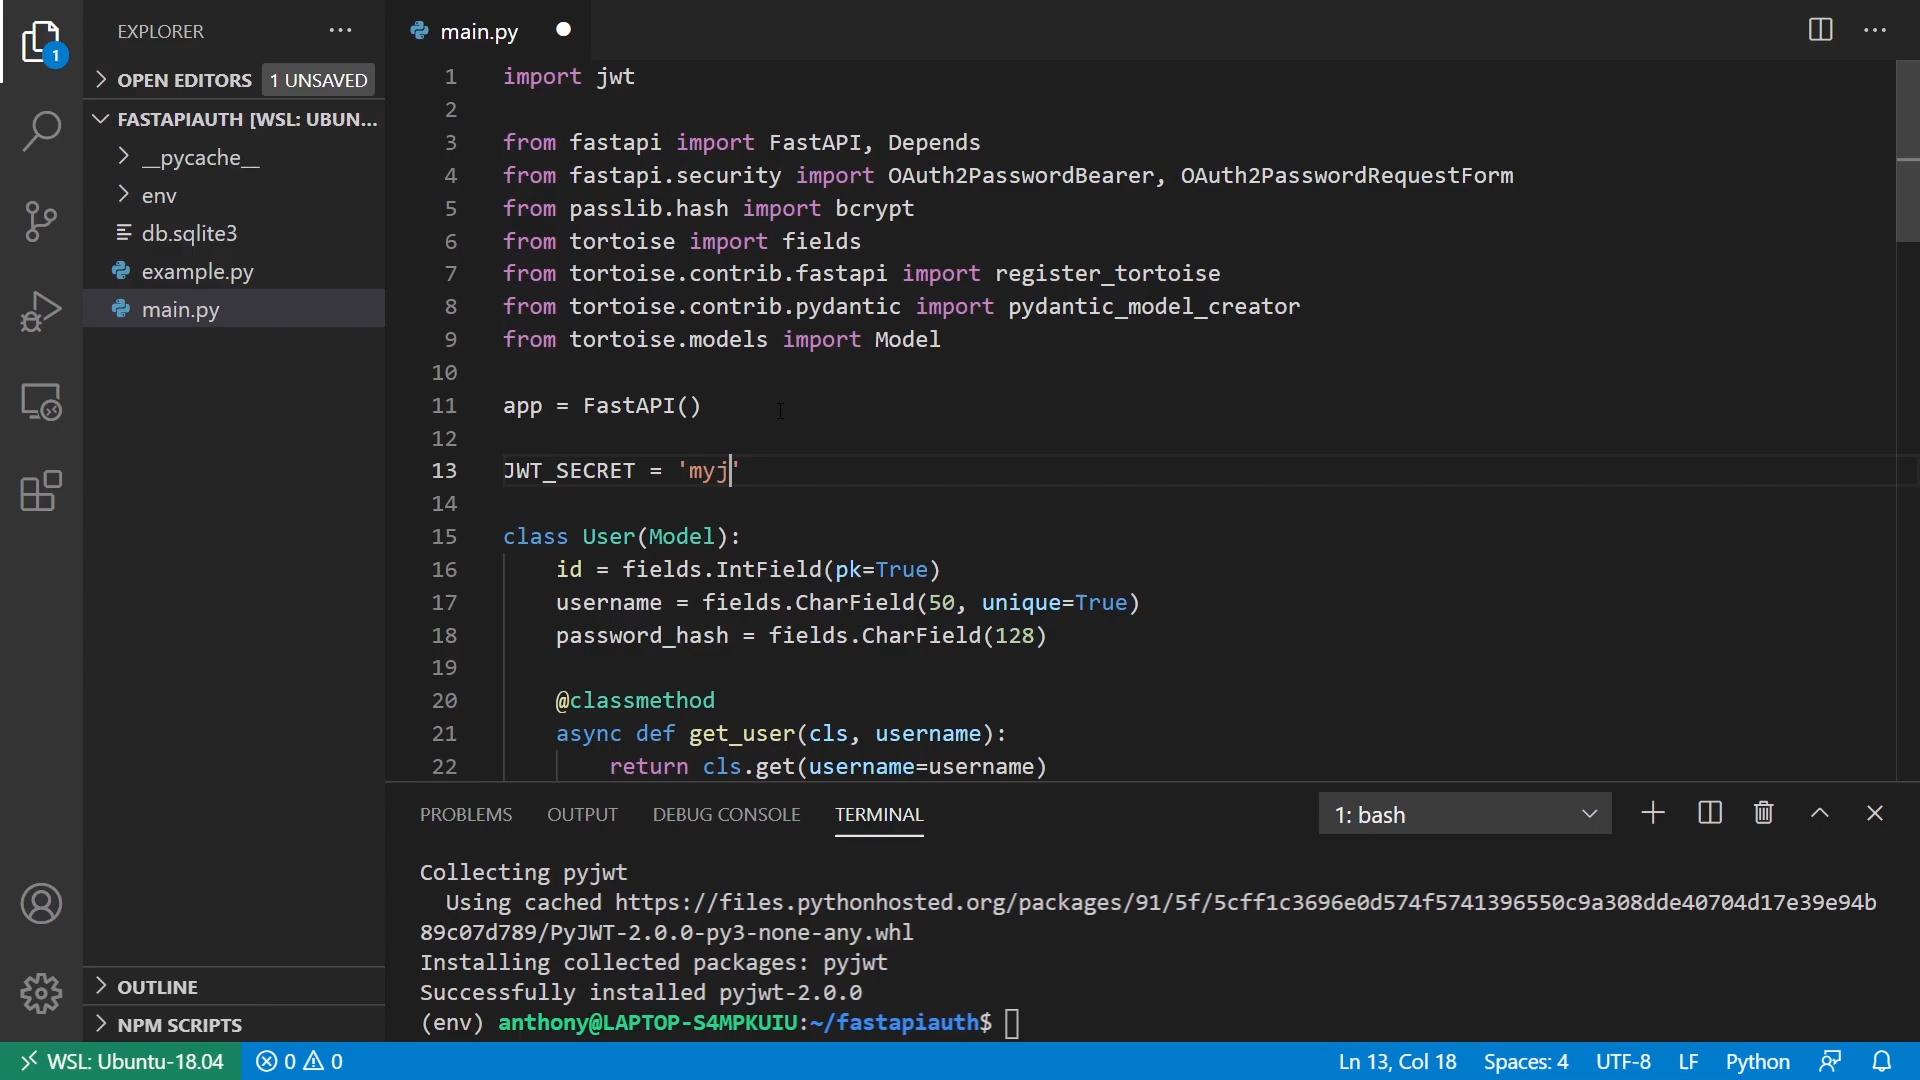 EXPLORER
OPEN EDITORS 1 UNSAVED
FASTAPIAUTH [WSL: UBUN...
__pycache__
env
db.sqlite3
example.py
main.py
OUTLINE
NPM SCRIPTS
1
main.py
1 import jwt
2
3 from fastapi import FastAPI, Depends
4 from fastapi.security import OAuth2PasswordBearer, OAuth2PasswordRequestForm
5 from passlib.hash import bcrypt
6 from tortoise import fields
7 from tortoise.contrib.fastapi import register_tortoise
8 from tortoise.contrib.pydantic import pydantic_model_creator
9 from tortoise.models import Model
10
11 app = FastAPI()
12
13 JWT_SECRET = 'myj'
14
15 class User(Model):
16 id = fields.IntField(pk=True)
17 username = fields.CharField(50, unique=True)
18 password_hash = fields.CharField(128)
19
20 @classmethod
21 async def get_user(cls, username):
22 return cls.get(username=username)
PROBLEMS OUTPUT DEBUG CONSOLE TERMINAL 1: bash
Collecting pyjwt
Using cached https://files.pythonhosted.org/packages/91/5f/5cff1c3696e0d574f5741396550c9a308dde40704d17e39e94b
89c07d789/PyJWT-2.0.0-py3-none-any.whl
Installing collected packages: pyjwt
Successfully installed pyjwt-2.0.0
(env) anthony@LAPTOP-S4MPKUIU:~/fastapiauth$
WSL: Ubuntu-18.04 0 0 Ln 13, Col 18 Spaces: 4 UTF-8 LF Python